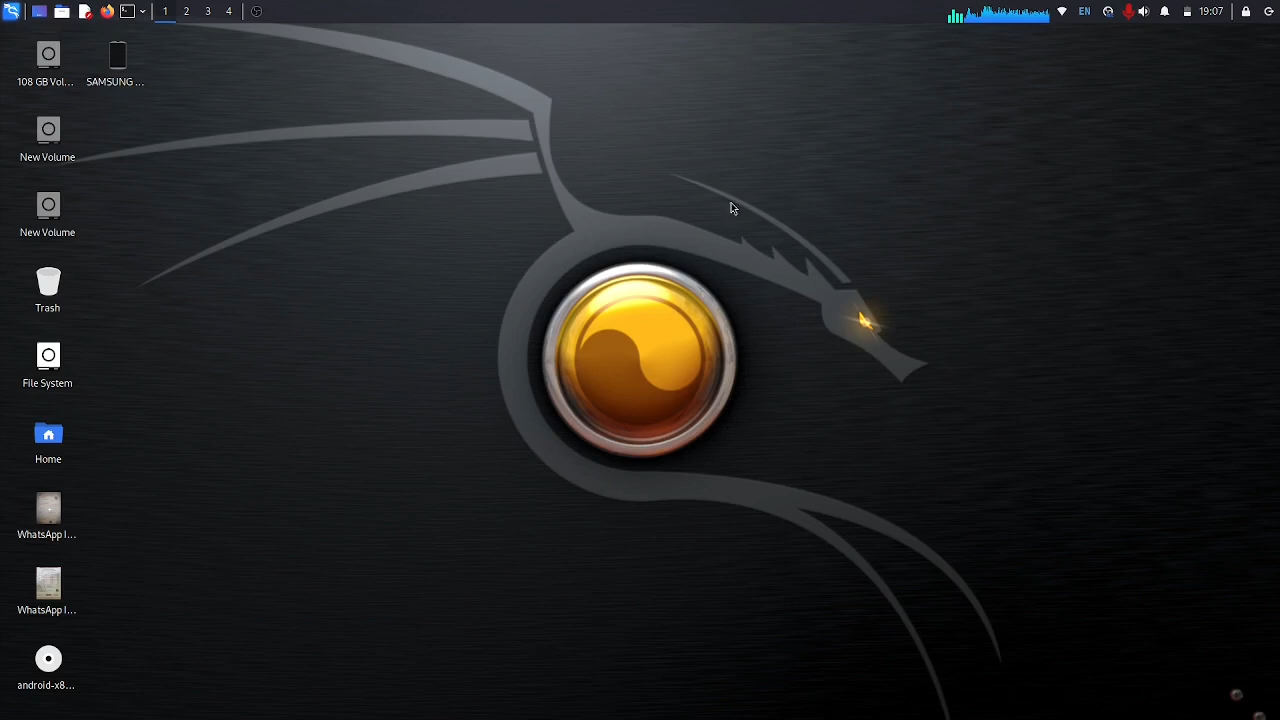 1 2 3 4
EN
19:07
108 GB Vol...
SAMSUNG ...
New Volume
New Volume
Trash
File System
Home
WhatsApp I...
WhatsApp I...
android-x8...